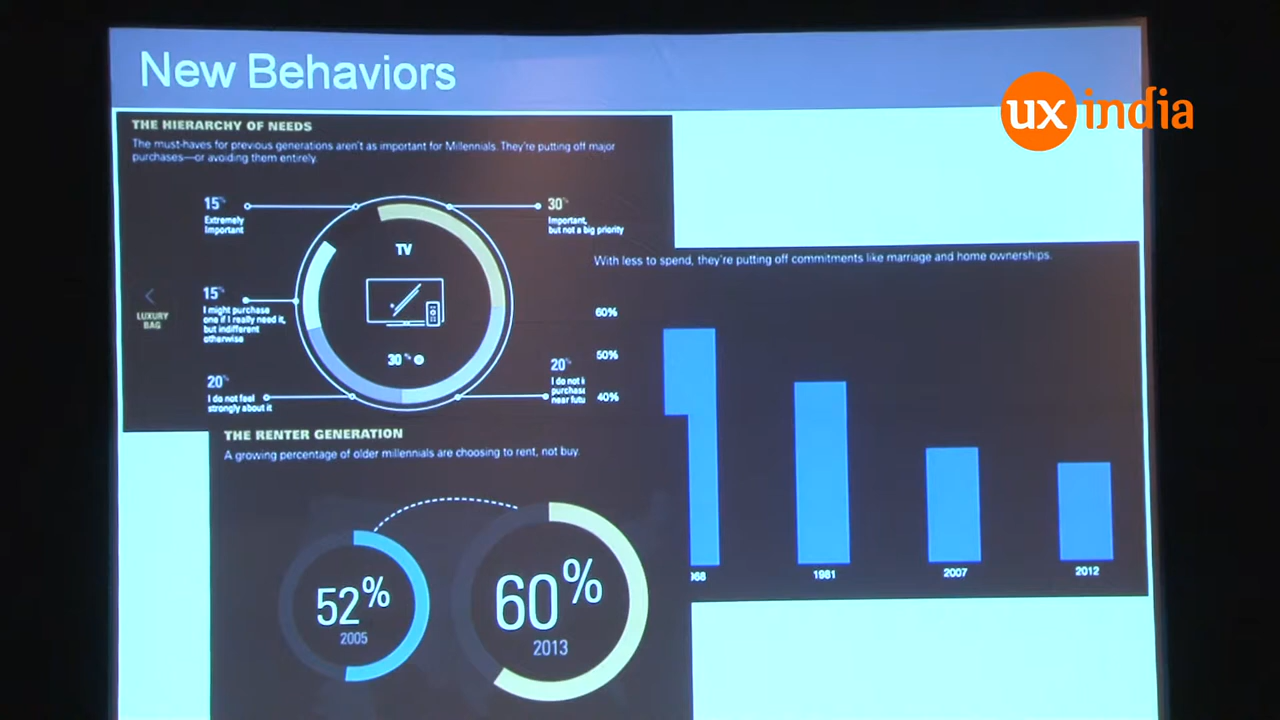 New Behaviors
ux india
THE HIERARCHY OF NEEDS
The must-haves for previous generations aren't as important for Millennials. They're putting off major
purchases—or avoiding them entirely.
15%
Extremely
Important
30%
Important,
but not a big priority
TV
15%
I might purchase
one if I really need it,
but indifferent
otherwise
LUXURY
BAG
30%
20%
I do not feel
strongly about it
20%
I do not i
purchase
near futu
With less to spend, they're putting off commitments like marriage and home ownerships.
60%
50%
40%
968
1981
2007
2012
THE RENTER GENERATION
A growing percentage of older millennials are choosing to rent, not buy.
52%
2005
60%
2013